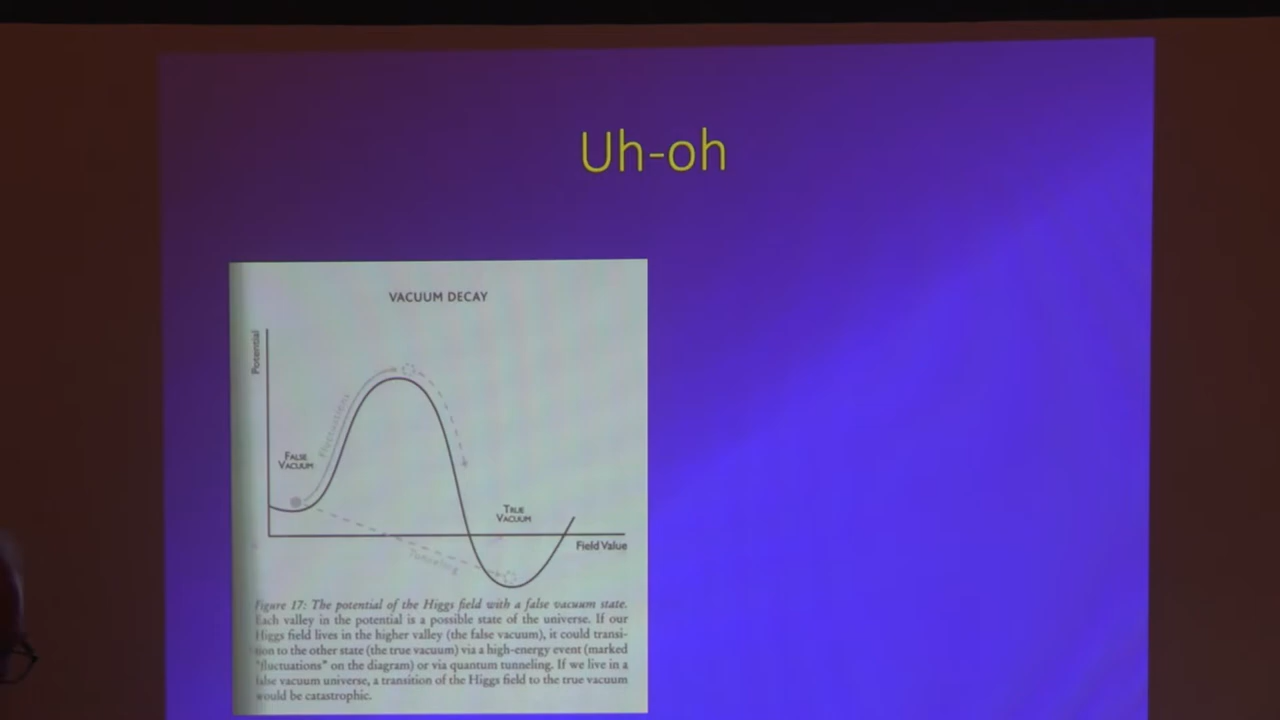 Uh-oh
VACUUM DECAY
Potential
Fluctuations
FALSE
VACUUM
TRUE
VACUUM
Field Value
Tunneling
Figure 17: The potential of the Higgs field with a false vacuum state.
Each valley in the potential is a possible state of the universe. If our
Higgs field lives in the higher valley (the false vacuum), it could transi-
tion to the other state (the true vacuum) via a high-energy event (marked
"fluctuations" on the diagram) or via quantum tunneling. If we live in a
false vacuum universe, a transition of the Higgs field to the true vacuum
would be catastrophic.